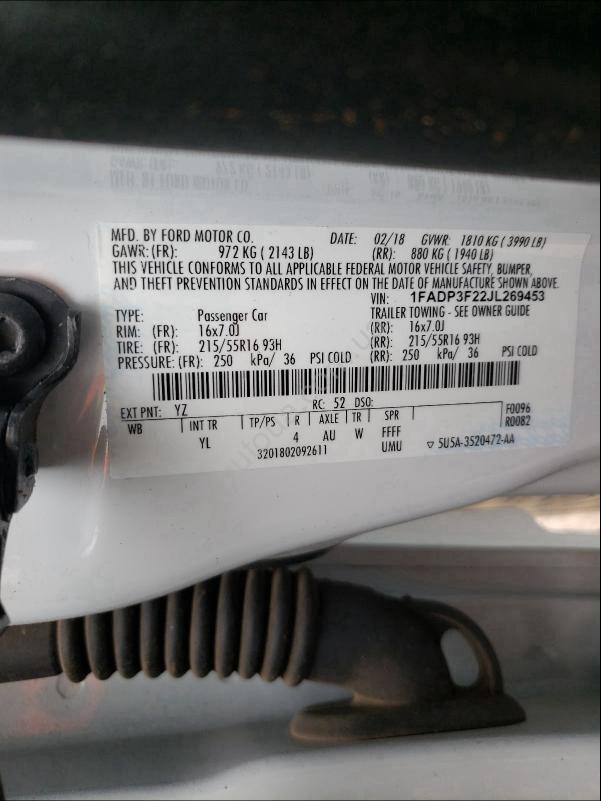 MFD. BY FORD MOTOR CO. DATE: 02/18 GVWR: 1810 KG ( 3990 LB)
GAWR: (FR): 972 KG ( 2143 LB) (RR): 880 KG ( 1940 LB)
THIS VEHICLE CONFORMS TO ALL APPLICABLE FEDERAL MOTOR VEHICLE SAFETY, BUMPER,
AND THEFT PREVENTION STANDARDS IN EFFECT ON THE DATE OF MANUFACTURE SHOWN ABOVE.
VIN: 1FADP3F22JL269453
TYPE: Passenger Car TRAILER TOWING - SEE OWNER GUIDE
RIM: (FR): 16x7.0J (RR): 16x7.0J
TIRE: (FR): 215/55R16 93H (RR): 215/55R16 93H
PRESSURE: (FR): 250 kPa/ 36 PSI COLD (RR): 250 kPa/ 36 PSI COLD
EXT PNT: YZ RC: 52 DSO: F0096
WB INT TR TP/PS R AXLE TR SPR R0082
YL 4 AU W FFFF
3201802092611 UMU ▽ 5U5A-3520472-AA